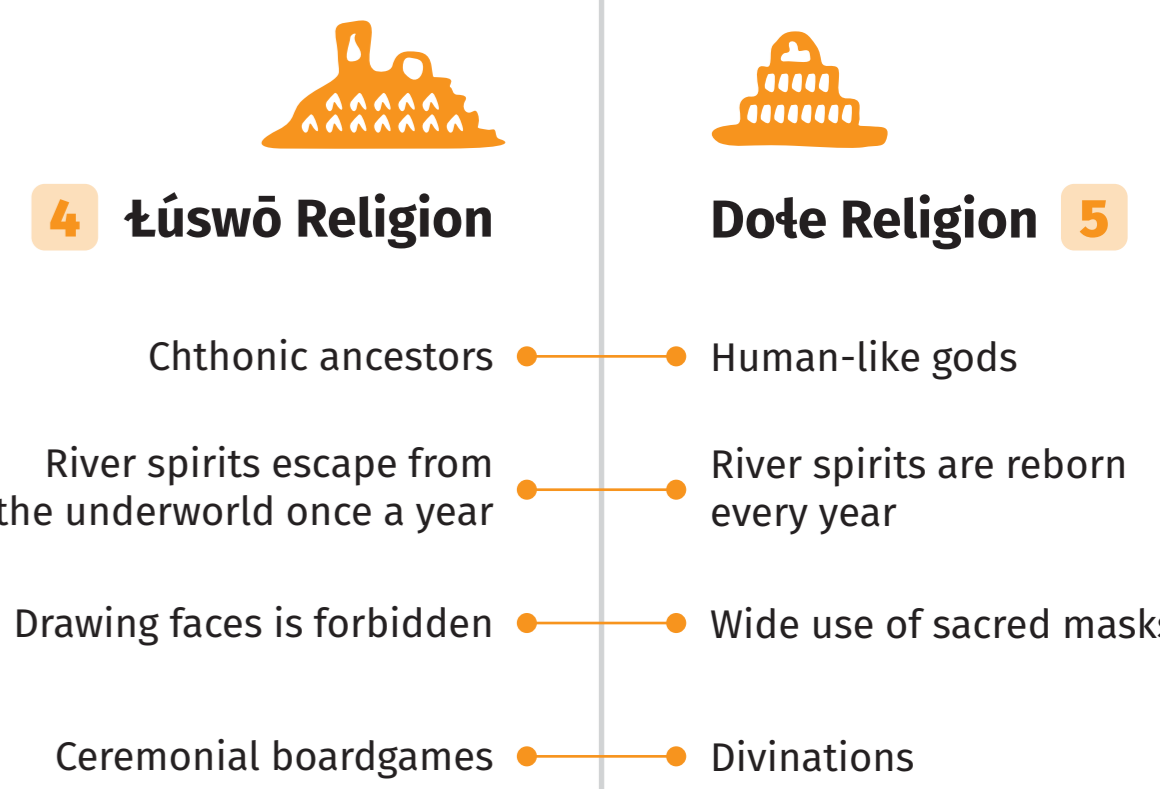 4 Łúswō Religion
Dołe Religion 5
Chthonic ancestors
Human-like gods
River spirits escape from
the underworld once a year
River spirits are reborn
every year
Drawing faces is forbidden
Wide use of sacred masks
Ceremonial boardgames
Divinations